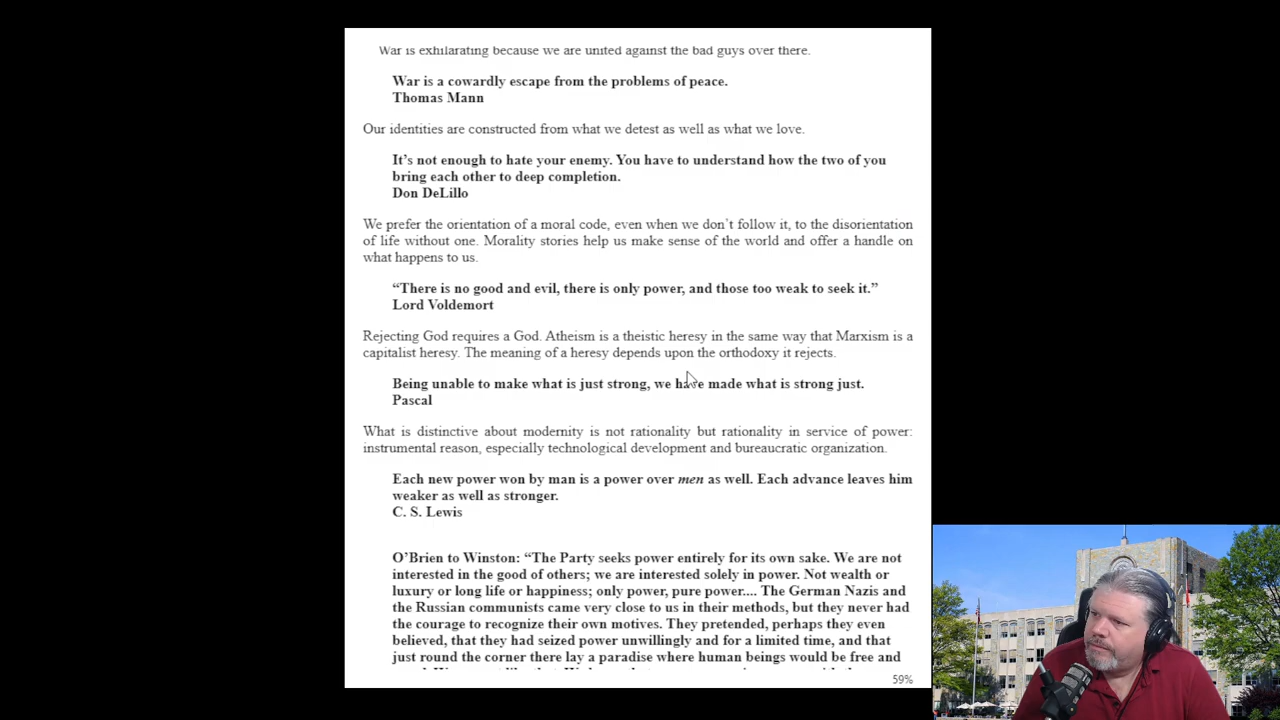 War is exhilarating because we are united against the bad guys over there.
War is a cowardly escape from the problems of peace.
Thomas Mann
Our identities are constructed from what we detest as well as what we love.
It’s not enough to hate your enemy. You have to understand how the two of you
bring each other to deep completion.
Don DeLillo
We prefer the orientation of a moral code, even when we don’t follow it, to the disorientation
of life without one. Morality stories help us make sense of the world and offer a handle on
what happens to us.
“There is no good and evil, there is only power, and those too weak to seek it.”
Lord Voldemort
Rejecting God requires a God. Atheism is a theistic heresy in the same way that Marxism is a
capitalist heresy. The meaning of a heresy depends upon the orthodoxy it rejects.
Being unable to make what is just strong, we have made what is strong just.
Pascal
What is distinctive about modernity is not rationality but rationality in service of power:
instrumental reason, especially technological development and bureaucratic organization.
Each new power won by man is a power over men as well. Each advance leaves him
weaker as well as stronger.
C. S. Lewis
O’Brien to Winston: “The Party seeks power entirely for its own sake. We are not
interested in the good of others; we are interested solely in power. Not wealth or
luxury or long life or happiness; only power, pure power.... The German Nazis and
the Russian communists came very close to us in their methods, but they never had
the courage to recognize their own motives. They pretended, perhaps they even
believed, that they had seized power unwillingly and for a limited time, and that
just round the corner there lay a paradise where human beings would be free and
59%